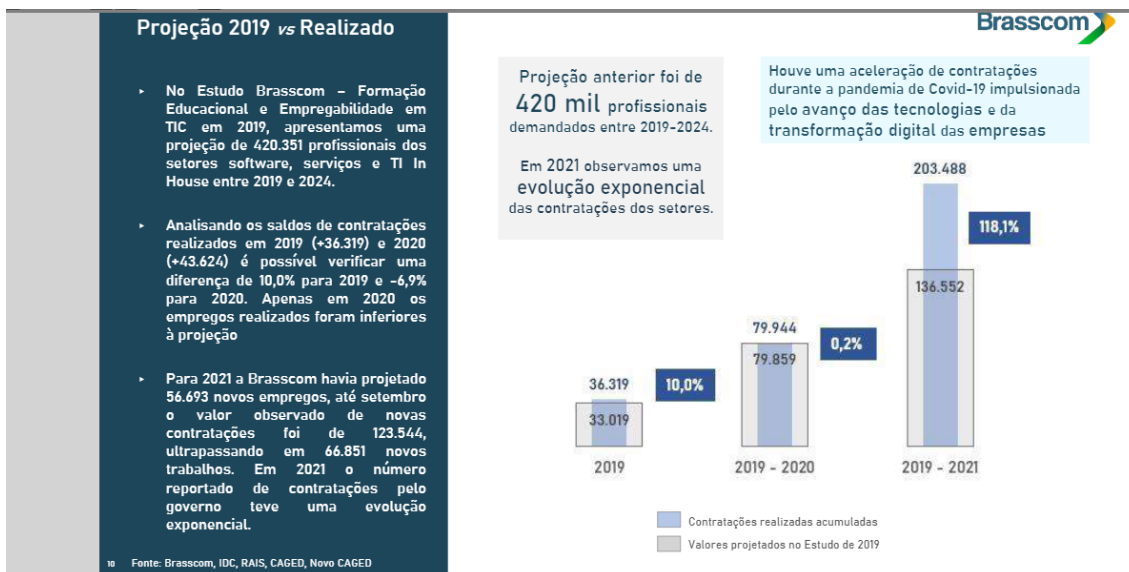 Projeção 2019 vs Realizado
▸ No Estudo Brasscom – Formação
Educacional e Empregabilidade em
TIC em 2019, apresentamos uma
projeção de 420.351 profissionais dos
setores software, serviços e TI In
House entre 2019 e 2024.
▸ Analisando os saldos de contratações
realizados em 2019 (+36.319) e 2020
(+43.624) é possível verificar uma
diferença de 10,0% para 2019 e -6,9%
para 2020. Apenas em 2020 os
empregos realizados foram inferiores
à projeção
▸ Para 2021 a Brasscom havia projetado
56.693 novos empregos, até setembro
o valor observado de novas
contratações foi de 123.544,
ultrapassando em 66.851 novos
trabalhos. Em 2021 o número
reportado de contratações pelo
governo teve uma evolução
exponencial.
10 Fonte: Brasscom, IDC, RAIS, CAGED, Novo CAGED
Brasscom
Projeção anterior foi de
420 mil profissionais
demandados entre 2019-2024.
Em 2021 observamos uma
evolução exponencial
das contratações dos setores.
Houve uma aceleração de contratações
durante a pandemia de Covid-19 impulsionada
pelo avanço das tecnologias e da
transformação digital das empresas
203.488
118,1%
136.552
79.944
0,2%
79.859
36.319
10,0%
33.019
2019
2019 - 2020
2019 - 2021
Contratações realizadas acumuladas
Valores projetados no Estudo de 2019